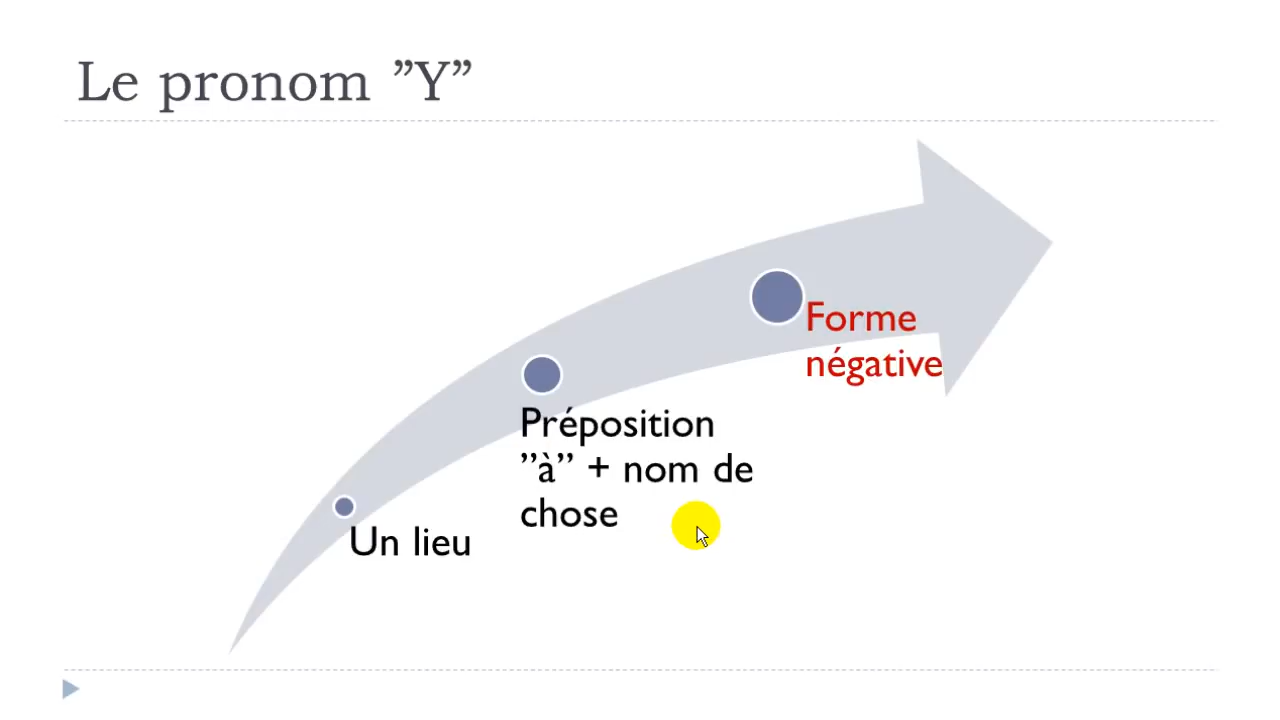 Le pronom ”Y”
Forme
négative
Préposition
”à” + nom de
chose
Un lieu